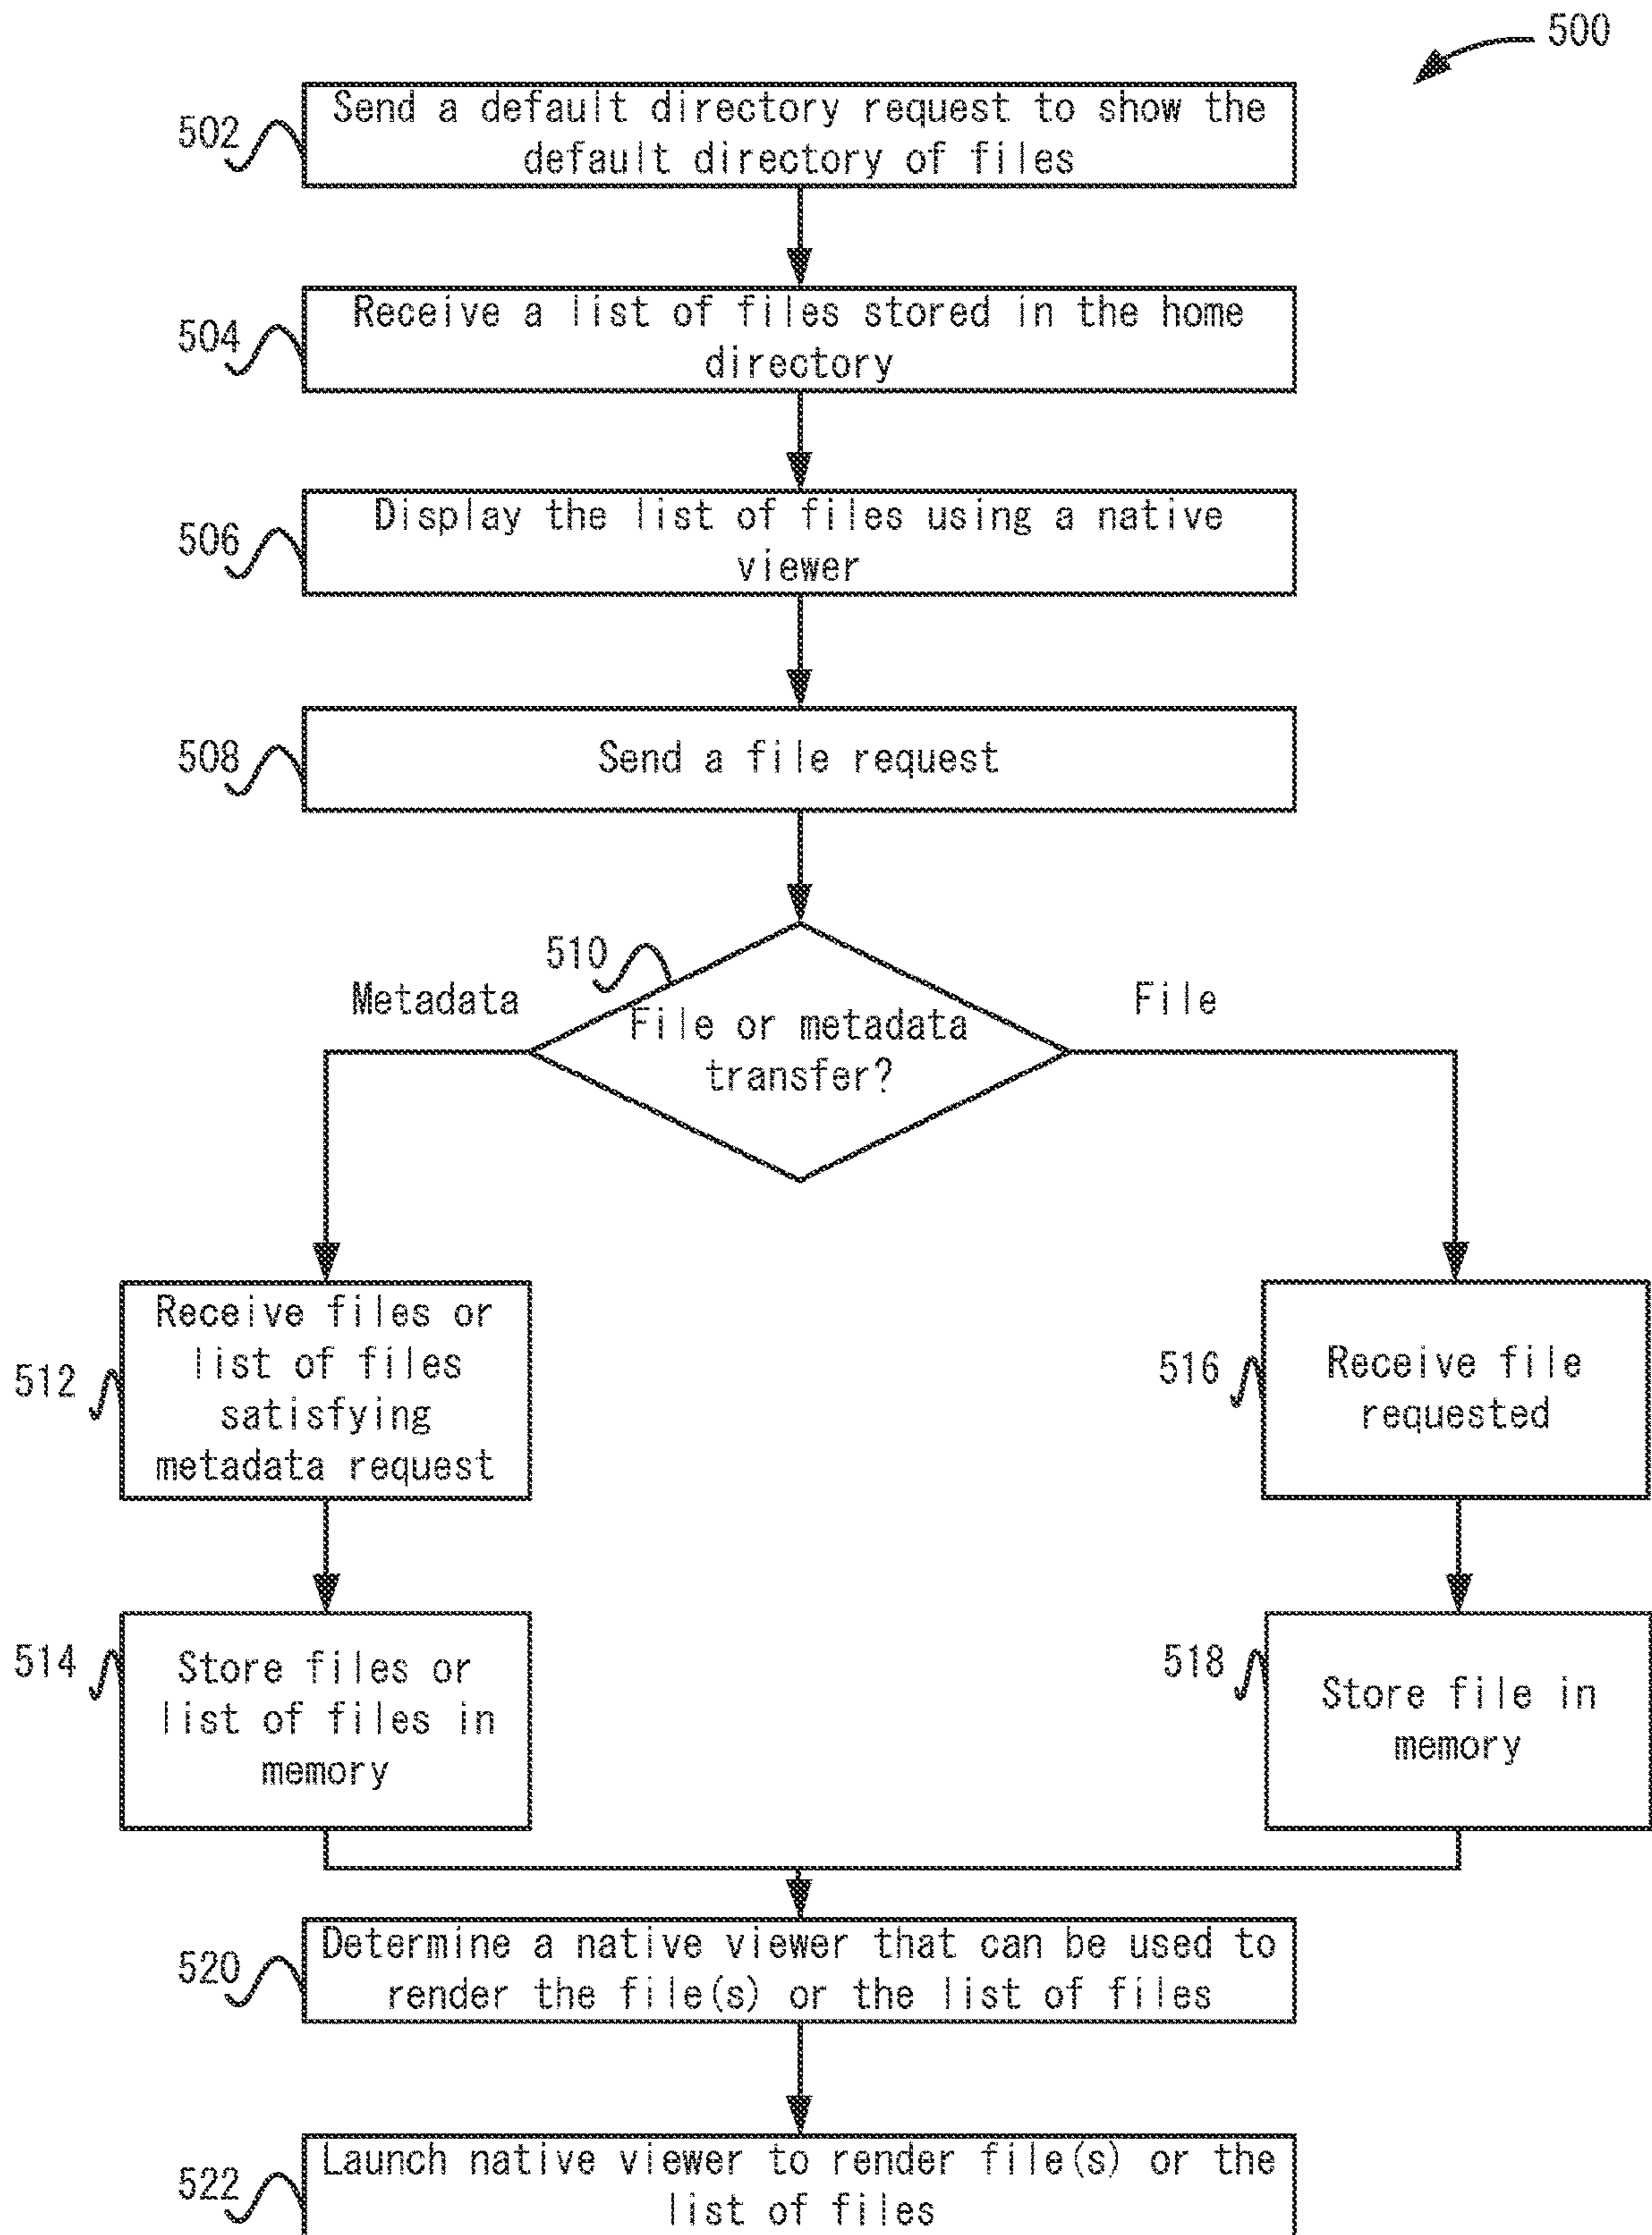 500
502
Send a default directory request to show the
default directory of files
504
Receive a list of files stored in the home
directory
506
Display the list of files using a native
viewer
508
Send a file request
510
Metadata
File
File or metadata
transfer?
512
Receive files or
list of files
satisfying
metadata request
516
Receive file
requested
514
Store files or
list of files in
memory
518
Store file in
memory
520
Determine a native viewer that can be used to
render the file(s) or the list of files
522
Launch native viewer to render file(s) or the
list of files